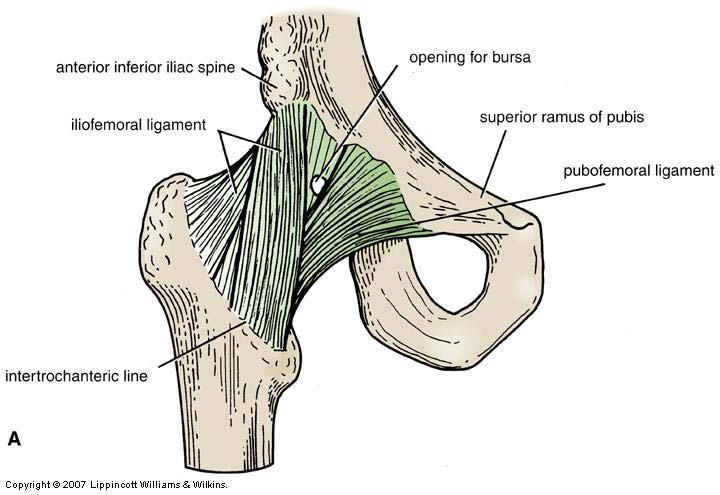 opening for bursa
anterior inferior iliac spine
iliofemoral ligament
superior ramus of pubis
pubofemoral ligament
intertrochanteric line
A
Copyright © 2007 Lippincott Williams & Wilkins.